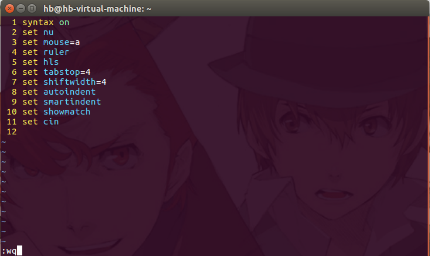 hb@hb-virtual-machine: ~
1 syntax on
2 set nu
3 set mouse=a
4 set ruler
5 set hls
6 set tabstop=4
7 set shiftwidth=4
8 set autoindent
9 set smartindent
10 set showmatch
11 set cin
12
~
~
~
~
~
~
~
~
~
~
~
:wq